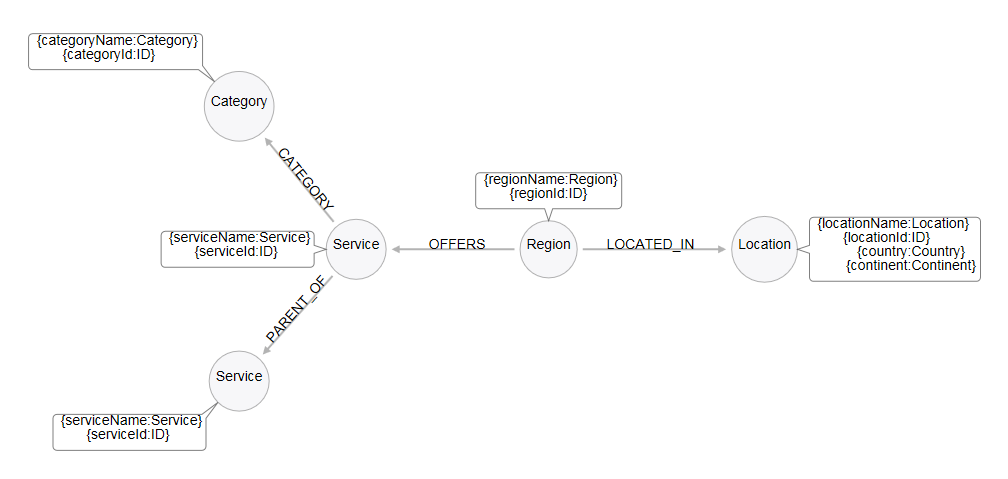 {categoryName:Category}
{categoryId:ID}
Category
CATEGORY
{regionName:Region}
{regionId:ID}
{serviceName:Service}
{serviceId:ID}
Service
OFFERS
Region
LOCATED_IN
Location
{locationName:Location}
{locationId:ID}
{country:Country}
{continent:Continent}
PARENT_OF
Service
{serviceName:Service}
{serviceId:ID}